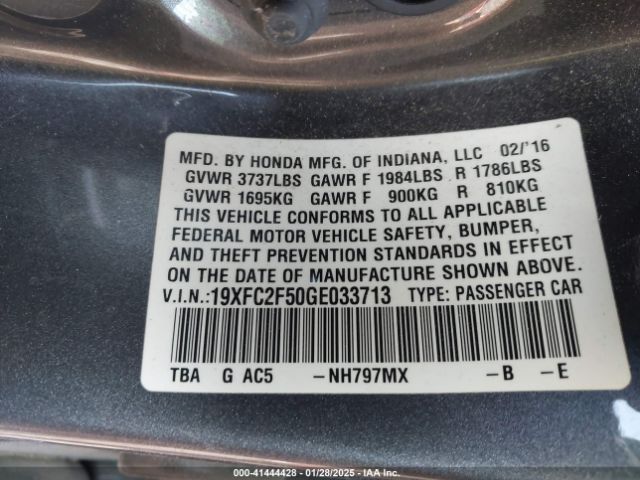 MFD. BY HONDA MFG. OF INDIANA, LLC 02/'16
GVWR 3737LBS GAWR F 1984LBS R 1786LBS
GVWR 1695KG GAWR F 900KG R 810KG
THIS VEHICLE CONFORMS TO ALL APPLICABLE
FEDERAL MOTOR VEHICLE SAFETY, BUMPER,
AND THEFT PREVENTION STANDARDS IN EFFECT
ON THE DATE OF MANUFACTURE SHOWN ABOVE.
V.I.N.:19XFC2F50GE033713 TYPE: PASSENGER CAR
TBA G AC5 -NH797MX -B -E
000-41444428 - 01/28/2025 - IAA Inc.